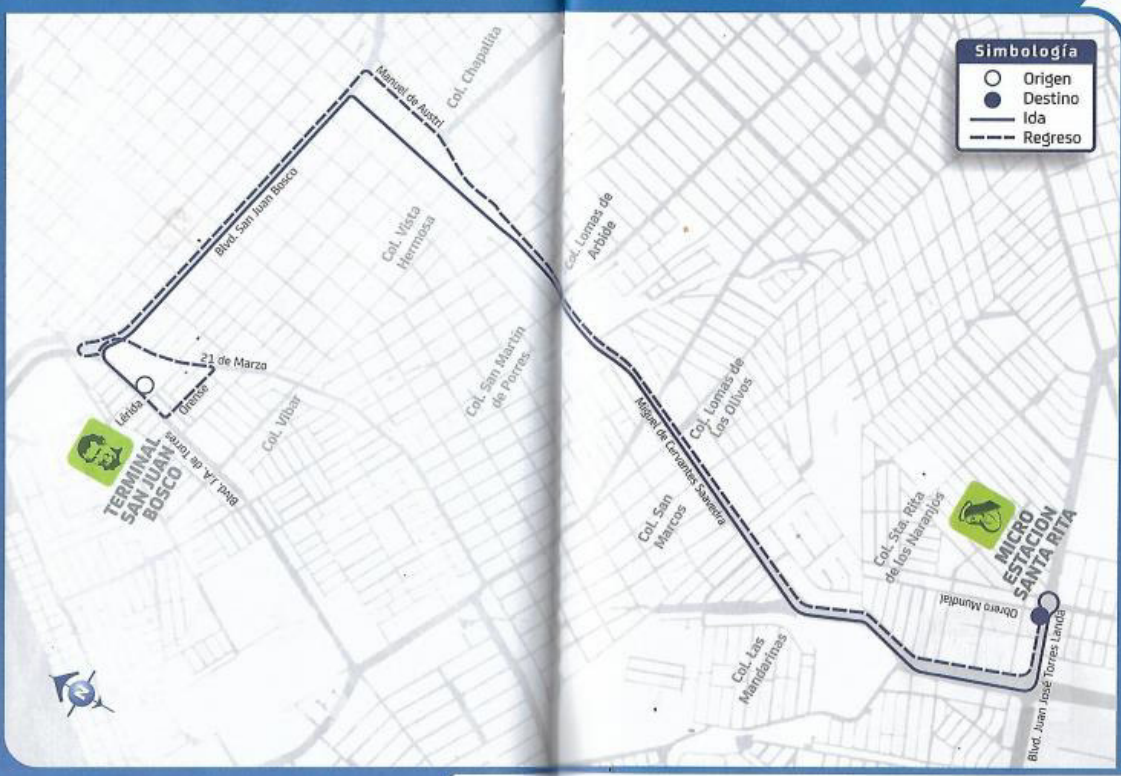 Simbología
Origen
Destino
Ida
Regreso
Manuel de Austri
Col. Chapalita
Blvd. San Juan Bosco
Col. Vista
Hermosa
Col. Lomas de
Arbide
21 de Marzo
Lérida
Orense
Col. Vibar
Blvd. J.A. de Torres
TERMINAL
SAN JUAN
BOSCO
Col. San Martín
de Porres
Col. Lomas de
Los Olivos
Miguel de Cervantes Saavedra
Col. San
Marcos
Col. Sta. Rita
de los Naranjos
MICRO
ESTACION
SANTA RITA
Obrero Mundial
Col. Las
Mandarinas
Blvd. Juan José Torres Landa
N